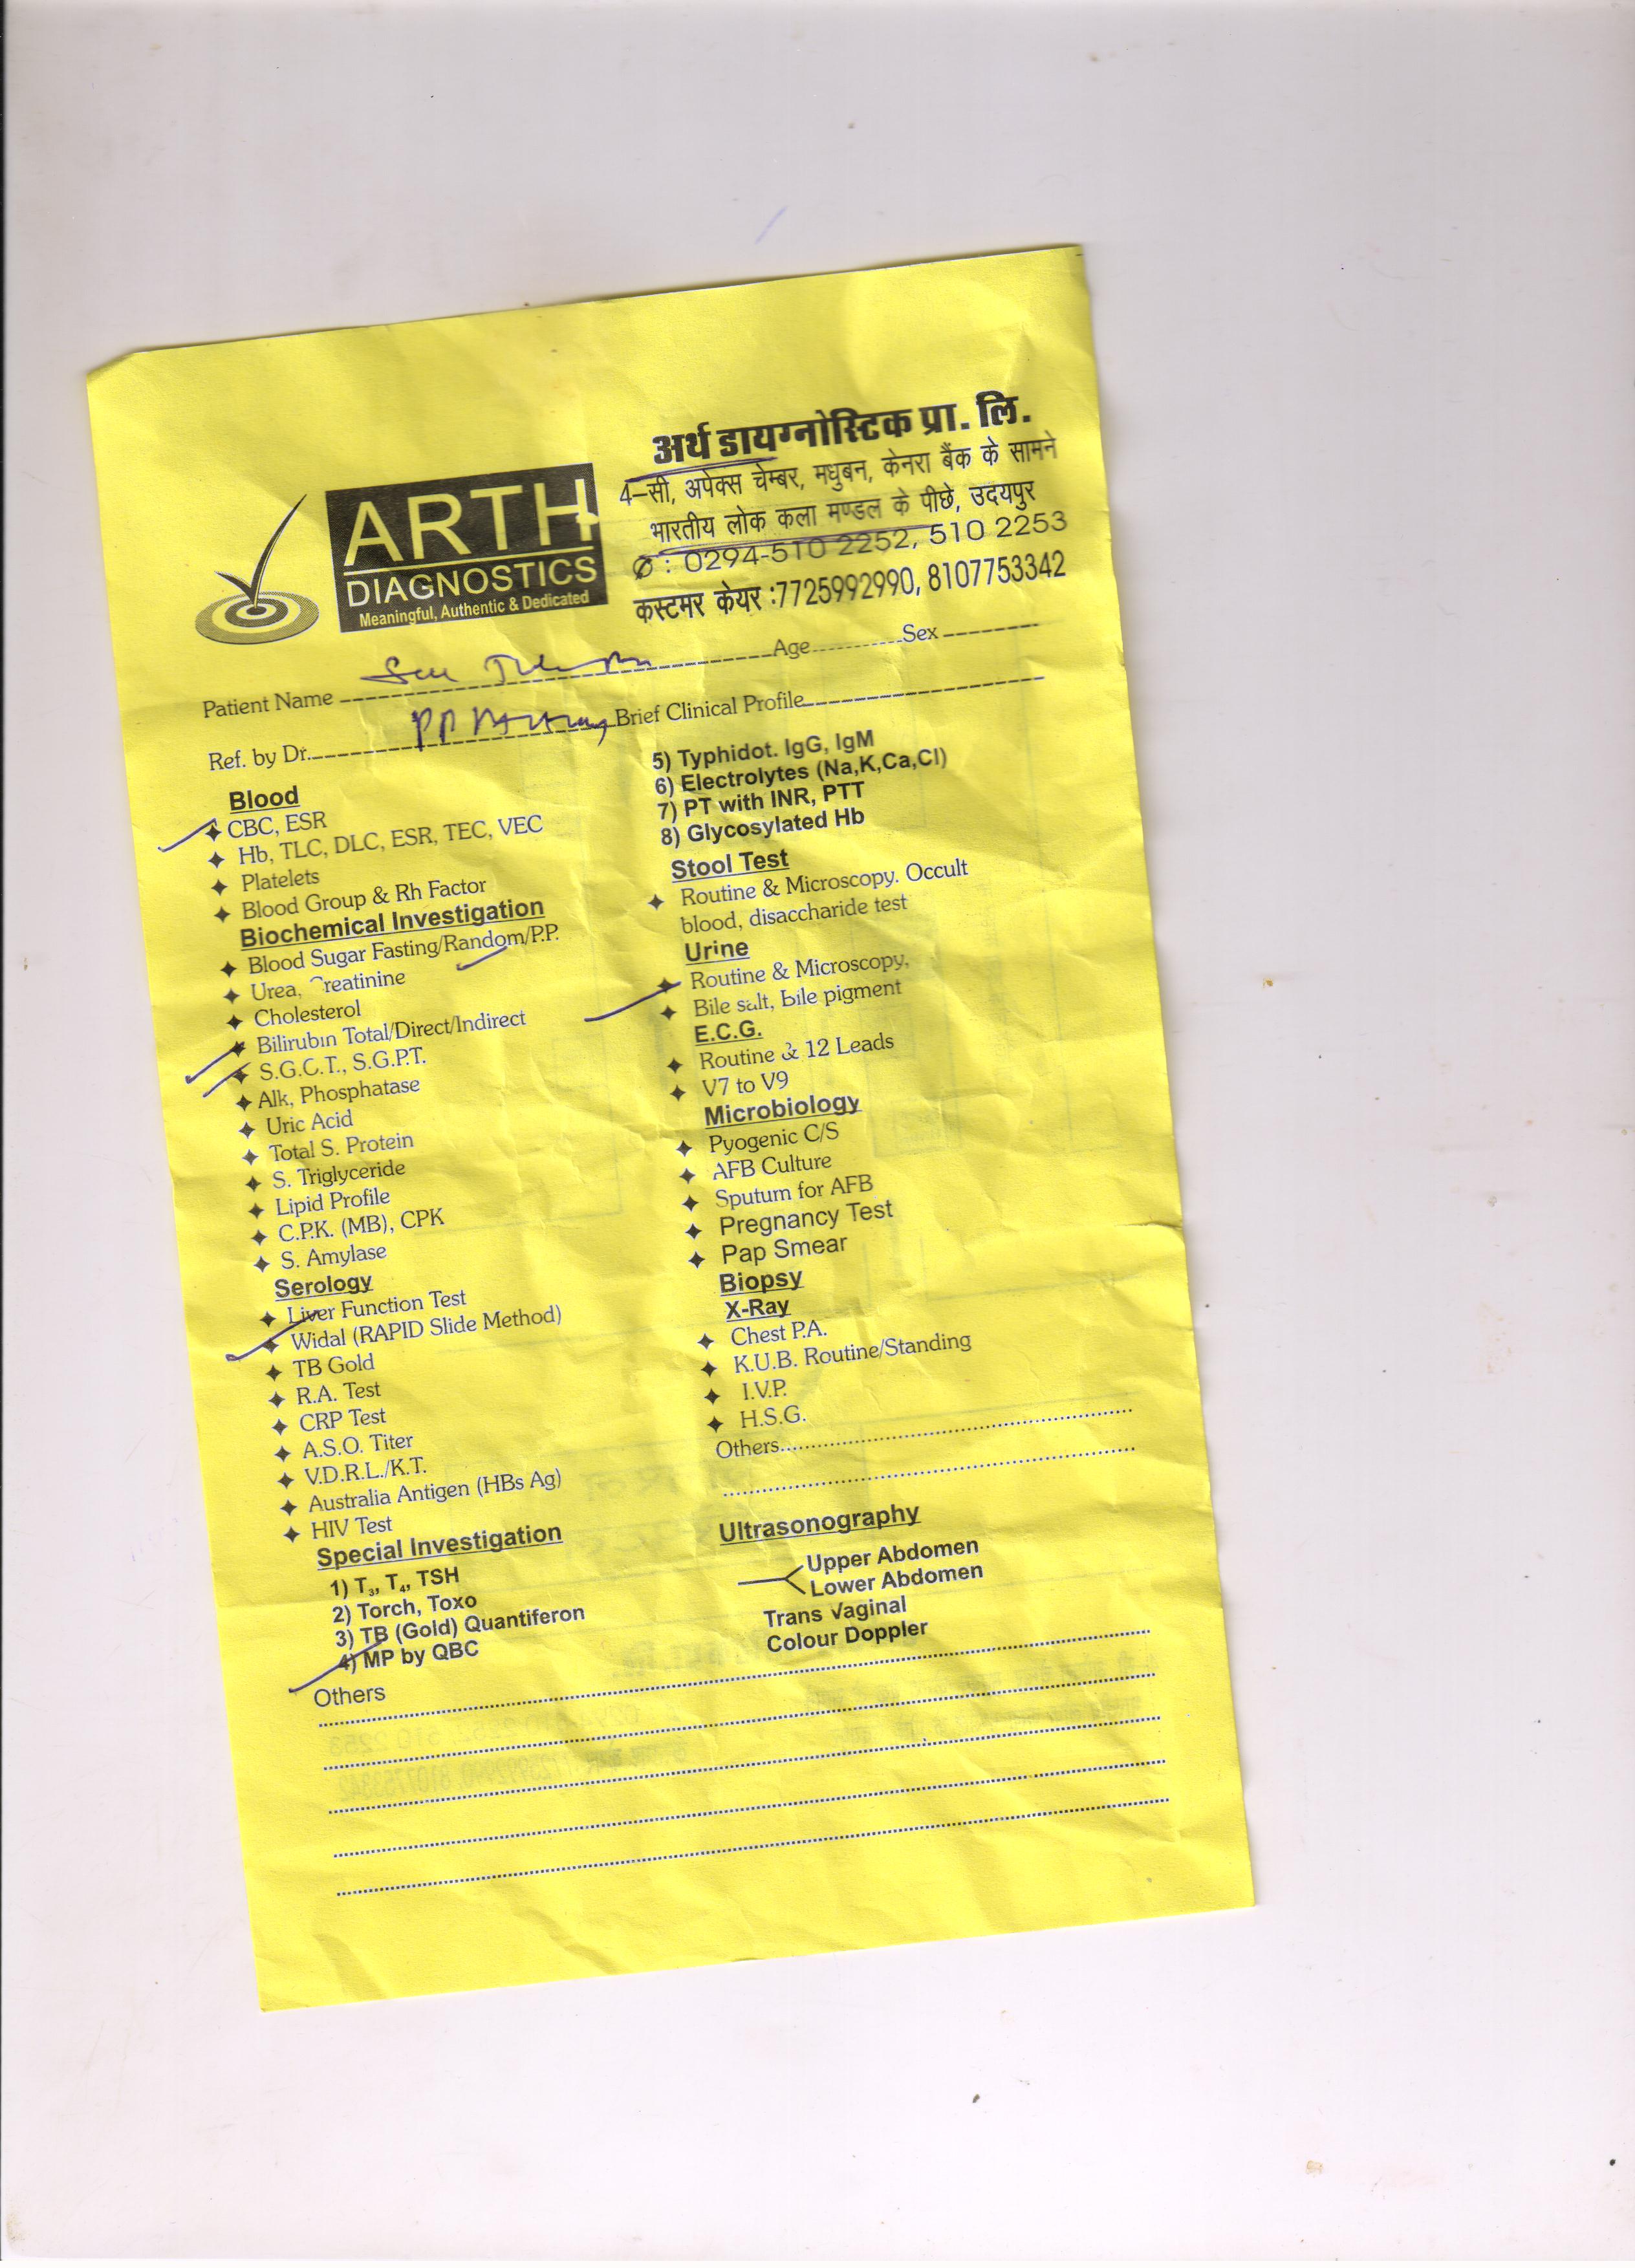 अर्थ डायग्नोस्टिक प्रा. लि.
4–सी, अपेक्स चेम्बर, मधुबन, केनरा बैंक के सामने
भारतीय लोक कला मण्डल के पीछे, उदयपुर
✆ : 0294-510 2252, 510 2253
कस्टमर केयर :7725992990, 8107753342
ARTH
DIAGNOSTICS
Meaningful, Authentic & Dedicated
Patient Name Age Sex
Ref. by Dr. Brief Clinical Profile
Blood
CBC, ESR
Hb, TLC, DLC, ESR, TEC, VEC
Platelets
Blood Group & Rh Factor
Biochemical Investigation
Blood Sugar Fasting/Random/P.P.
Urea, Creatinine
Cholesterol
Bilirubin Total/Direct/Indirect
S.G.O.T., S.G.P.T.
Alk, Phosphatase
Uric Acid
Total S. Protein
S. Triglyceride
Lipid Profile
C.P.K. (MB), CPK
S. Amylase
Serology
Liver Function Test
Widal (RAPID Slide Method)
TB Gold
R.A. Test
CRP Test
A.S.O. Titer
V.D.R.L./K.T.
Australia Antigen (HBs Ag)
HIV Test
Special Investigation
1) T3, T4, TSH
2) Torch, Toxo
3) TB (Gold) Quantiferon
4) MP by QBC
Others
5) Typhidot. IgG, IgM
6) Electrolytes (Na,K,Ca,Cl)
7) PT with INR, PTT
8) Glycosylated Hb
Stool Test
Routine & Microscopy. Occult
blood, disaccharide test
Urine
Routine & Microscopy,
Bile salt, bile pigment
E.C.G.
Routine & 12 Leads
V7 to V9
Microbiology
Pyogenic C/S
AFB Culture
Sputum for AFB
Pregnancy Test
Pap Smear
Biopsy
X-Ray
Chest P.A.
K.U.B. Routine/Standing
I.V.P.
H.S.G.
Others
Ultrasonography
Upper Abdomen
Lower Abdomen
Trans Vaginal
Colour Doppler